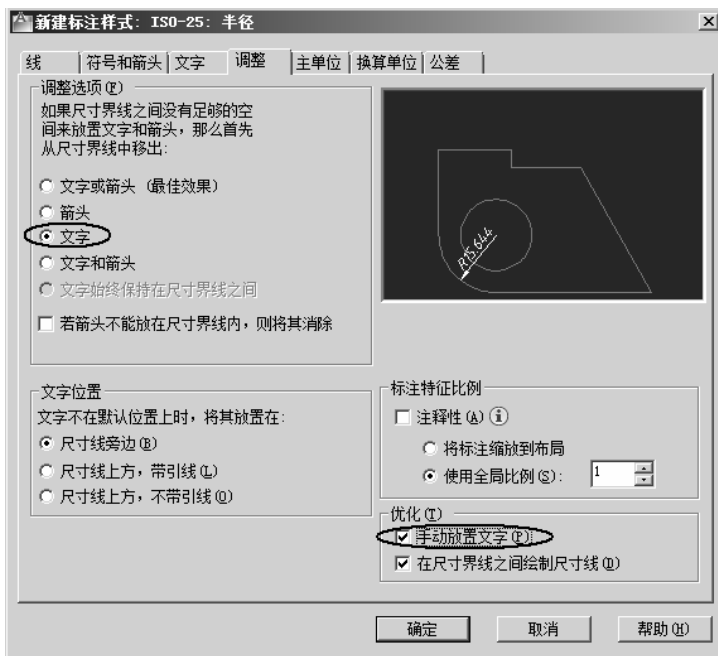 新建标注样式: ISO-25: 半径
线 符号和箭头 文字 调整 主单位 换算单位 公差
调整选项(F)
如果尺寸界线之间没有足够的空
间来放置文字和箭头，那么首先
从尺寸界线中移出:
文字或箭头 (最佳效果)
箭头
文字
文字和箭头
文字始终保持在尺寸界线之间
若箭头不能放在尺寸界线内，则将其消除
R15,644
文字位置
文字不在默认位置上时，将其放置在:
尺寸线旁边(B)
尺寸线上方，带引线(L)
尺寸线上方，不带引线(O)
标注特征比例
注释性(A)
将标注缩放到布局
使用全局比例(S): 1
优化(T)
手动放置文字(P)
在尺寸界线之间绘制尺寸线(D)
确定 取消 帮助(H)